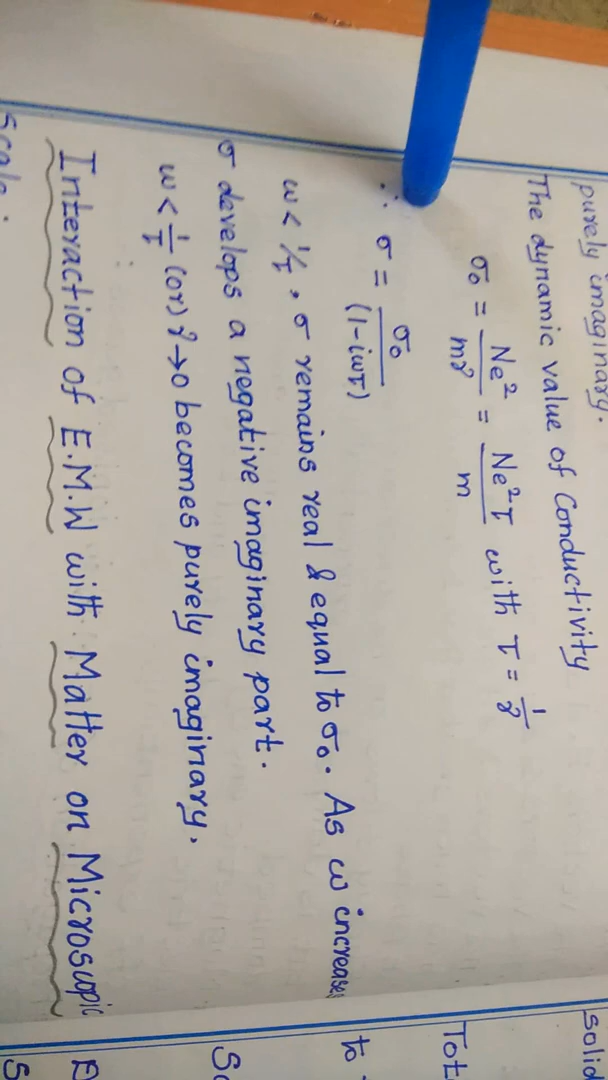 purely imaginary.
The dynamic value of Conductivity
σ₀ = Ne²/mγ = Ne²τ/m with τ = 1/γ
∴ σ = σ₀/(1-iωτ)
ω < 1/τ, σ remains real & equal to σ₀. As ω increases
σ develops a negative imaginary part.
ω < 1/τ (or) γ→0 becomes purely imaginary.
Interaction of E.M.W with Matter on Microscopic
Scale:
solid
Tot
to
So